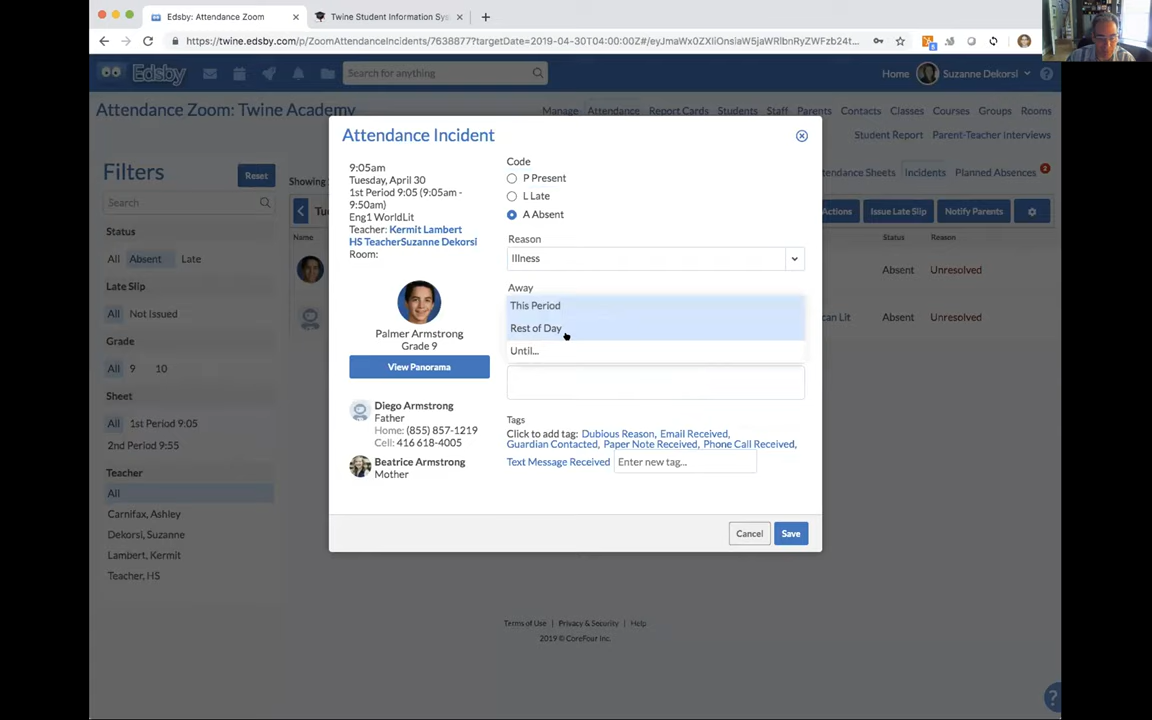 Edsby: Attendance Zoom
Twine Student Information Sys
https://twine.edsby.com/p/ZoomAttendanceIncidents/7638877?targetDate=2019-04-30T04:00:00Z#/eyJmaWx0ZXIiOnsiaW5jaWRlbnRyZWFzb24t...
Edsby
Search for anything
Home
Suzanne Dekorsi
Attendance Zoom: Twine Academy
Manage Attendance Report Cards Students Staff Parents Contacts Classes Courses Groups Rooms
Student Report Parent-Teacher Interviews
Filters
Reset
Showing
tendance Sheets Incidents Planned Absences 2
Search
Tu
Actions Issue Late Slip Notify Parents
Name Status Reason
Status
All Absent Late
Absent Unresolved
Late Slip
All Not Issued
can Lit Absent Unresolved
Grade
All 9 10
Sheet
All 1st Period 9:05
2nd Period 9:55
Teacher
All
Carnifax, Ashley
Dekorsi, Suzanne
Lambert, Kermit
Teacher, HS
Attendance Incident
9:05am
Tuesday, April 30
1st Period 9:05 (9:05am -
9:50am)
Eng1 WorldLit
Teacher: Kermit Lambert
HS TeacherSuzanne Dekorsi
Room:
Palmer Armstrong
Grade 9
View Panorama
Diego Armstrong
Father
Home: (855) 857-1219
Cell: 416 618-4005
Beatrice Armstrong
Mother
Code
P Present
L Late
A Absent
Reason
Illness
Away
This Period
Rest of Day
Until...
Tags
Click to add tag: Dubious Reason, Email Received,
Guardian Contacted, Paper Note Received, Phone Call Received,
Text Message Received Enter new tag...
Cancel Save
Terms of Use | Privacy & Security | Help
2019 © CoreFour Inc.